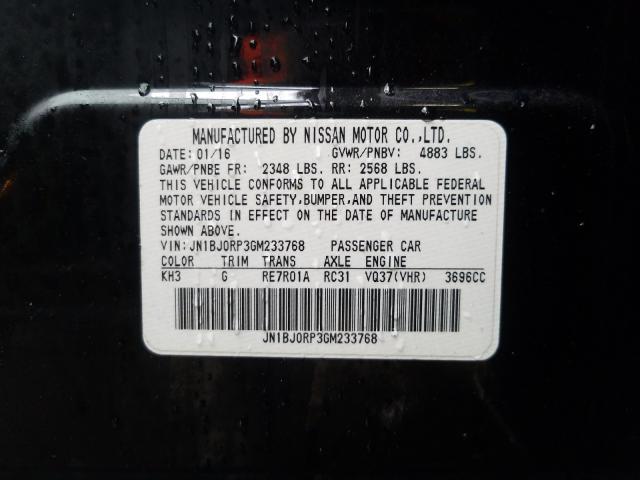 MANUFACTURED BY NISSAN MOTOR CO.,LTD.
DATE: 01/16 GVWR/PNBV: 4883 LBS.
GAWR/PNBE FR: 2348 LBS. RR: 2568 LBS.
THIS VEHICLE CONFORMS TO ALL APPLICABLE FEDERAL
MOTOR VEHICLE SAFETY,BUMPER,AND THEFT PREVENTION
STANDARDS IN EFFECT ON THE DATE OF MANUFACTURE
SHOWN ABOVE.
VIN: JN1BJ0RP3GM233768 PASSENGER CAR
COLOR TRIM TRANS AXLE ENGINE
KH3 G RE7R01A RC31 VQ37(VHR) 3696CC
JN1BJ0RP3GM233768